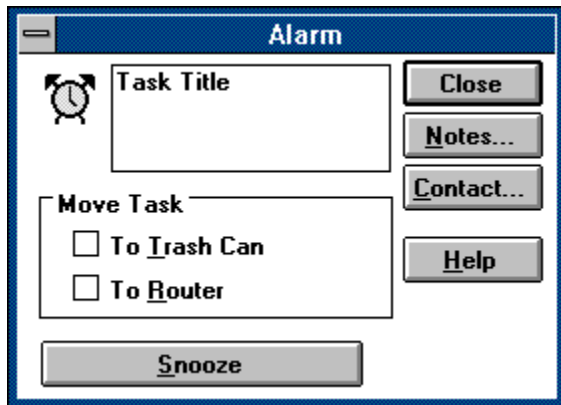 Alarm
Task Title
Close
Notes...
Contact...
Move Task
To Trash Can
To Router
Help
Snooze